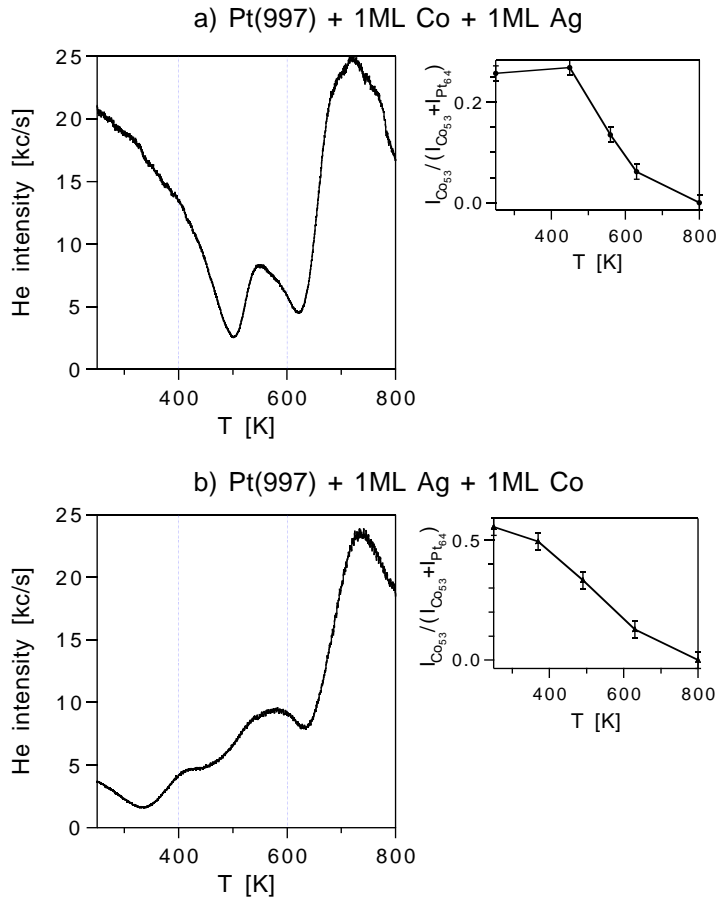 a) Pt(997) + 1ML Co + 1ML Ag
He intensity [kc/s]
25
20
15
10
5
0
400 600 800
T [K]
I_Co53/(I_Co53+I_Pt64)
0.2
0.0
400 600 800
T [K]
b) Pt(997) + 1ML Ag + 1ML Co
He intensity [kc/s]
25
20
15
10
5
0
400 600 800
T [K]
I_Co53/(I_Co53+I_Pt64)
0.5
0.0
400 600 800
T [K]